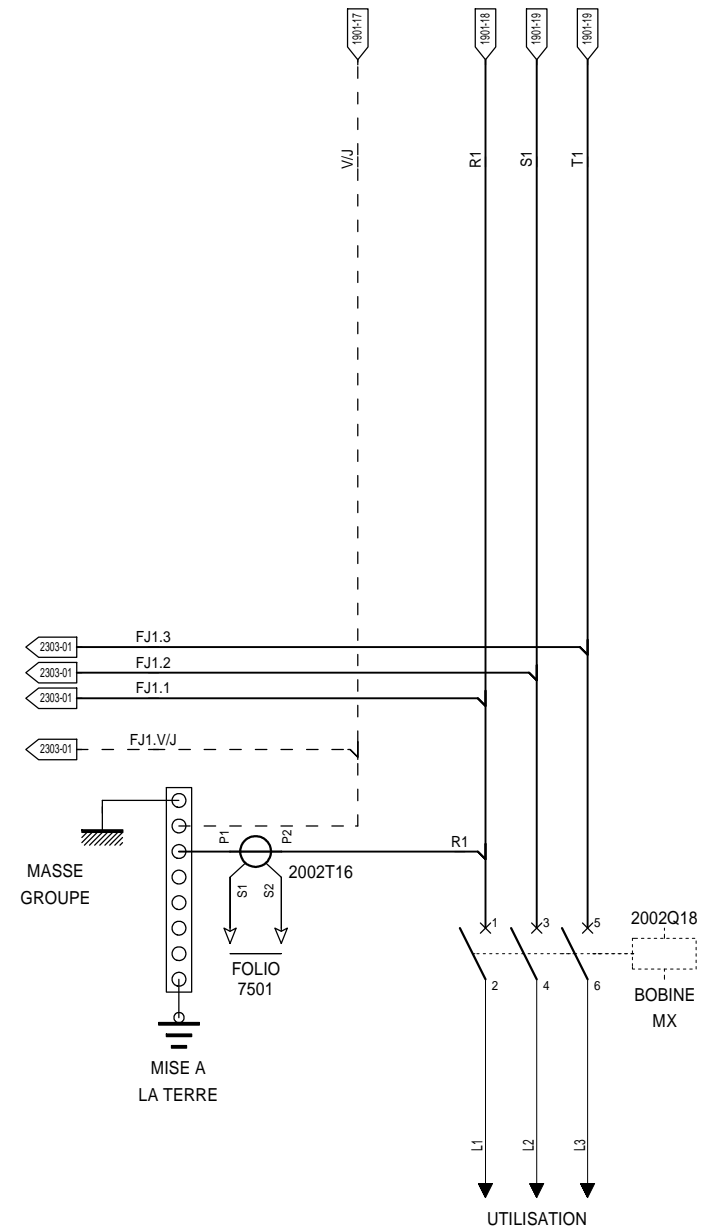 1901-17
1901-18
1901-19
1901-19
V/J
R1
S1
T1
2303-01
FJ1.3
2303-01
FJ1.2
2303-01
FJ1.1
2303-01
FJ1.V/J
P1
P2
R1
2002T16
MASSE
GROUPE
S1
S2
FOLIO
7501
1
3
5
2002Q18
2
4
6
BOBINE
MX
MISE A
LA TERRE
L1
L2
L3
UTILISATION